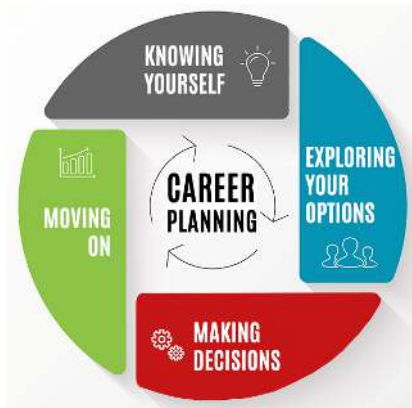 KNOWING
YOURSELF
EXPLORING
YOUR
OPTIONS
CAREER
PLANNING
MOVING
ON
MAKING
DECISIONS